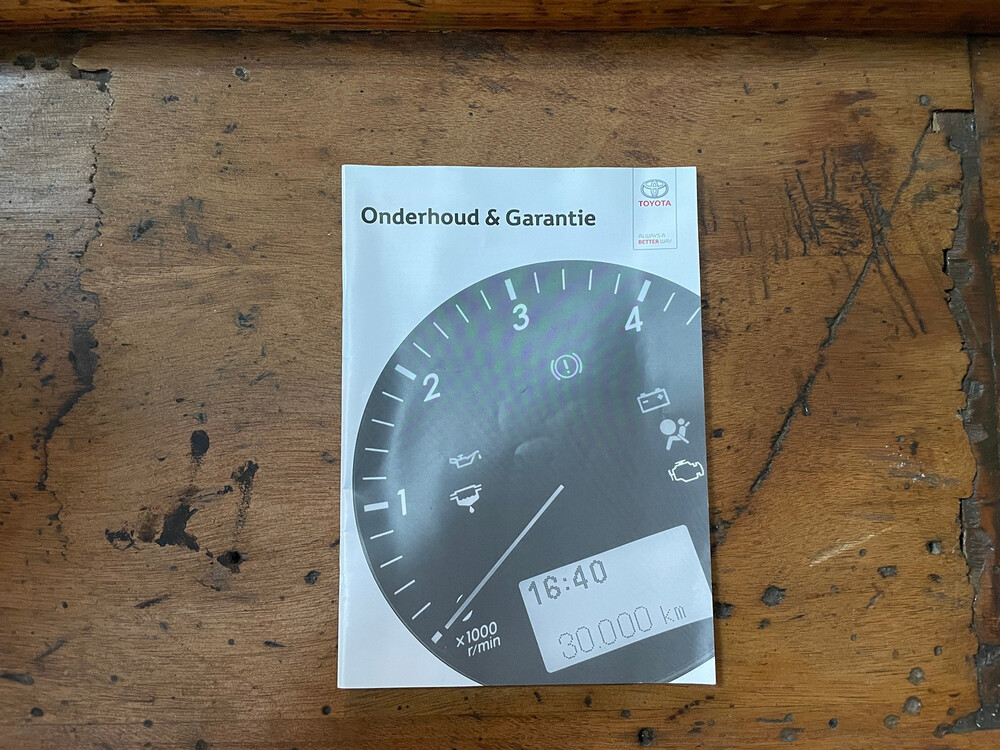 Onderhoud & Garantie
TOYOTA
ALWAYS A
BETTER WAY
1
2
3
4
16:40
30.000 km
x1000
r/min